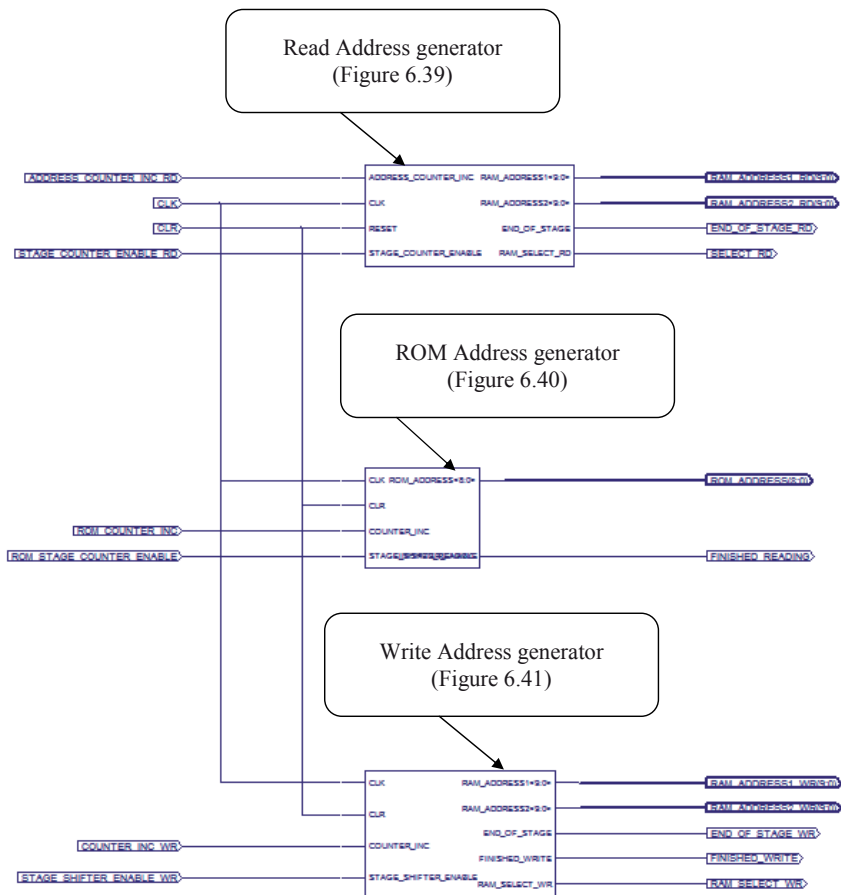 Read Address generator
(Figure 6.39)
ADDRESS_COUNTER_INC_RD
CLK
CLR
STAGE_COUNTER_ENABLE_RD
ADDRESS_COUNTER_INC
CLK
RESET
STAGE_COUNTER_ENABLE
RAM_ADDRESS1<9:0>
RAM_ADDRESS2<9:0>
END_OF_STAGE
RAM_SELECT_RD
RAM_ADDRESS1_RD(9:0)
RAM_ADDRESS2_RD(9:0)
END_OF_STAGE_RD
SELECT_RD
ROM Address generator
(Figure 6.40)
ROM_COUNTER_INC
ROM_STAGE_COUNTER_ENABLE
CLK ROM_ADDRESS<8:0>
CLR
COUNTER_INC
ROM_ADDRESS(8:0)
FINISHED_READING
Write Address generator
(Figure 6.41)
COUNTER_INC_WR
STAGE_SHIFTER_ENABLE_WR
CLK
CLR
COUNTER_INC
STAGE_SHIFTER_ENABLE
RAM_ADDRESS1<9:0>
RAM_ADDRESS2<9:0>
END_OF_STAGE
FINISHED_WRITE
RAM_SELECT_WR
RAM_ADDRESS1_WR(9:0)
RAM_ADDRESS2_WR(9:0)
END_OF_STAGE_WR
FINISHED_WRITE
RAM_SELECT_WR